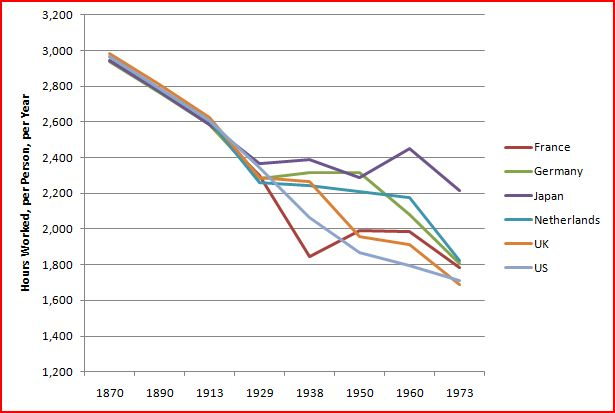 Hours Worked, per Person, per Year
3,200
3,000
2,800
2,600
2,400
2,200
2,000
1,800
1,600
1,400
1,200
1870 1890 1913 1929 1938 1950 1960 1973
France
Germany
Japan
Netherlands
UK
US